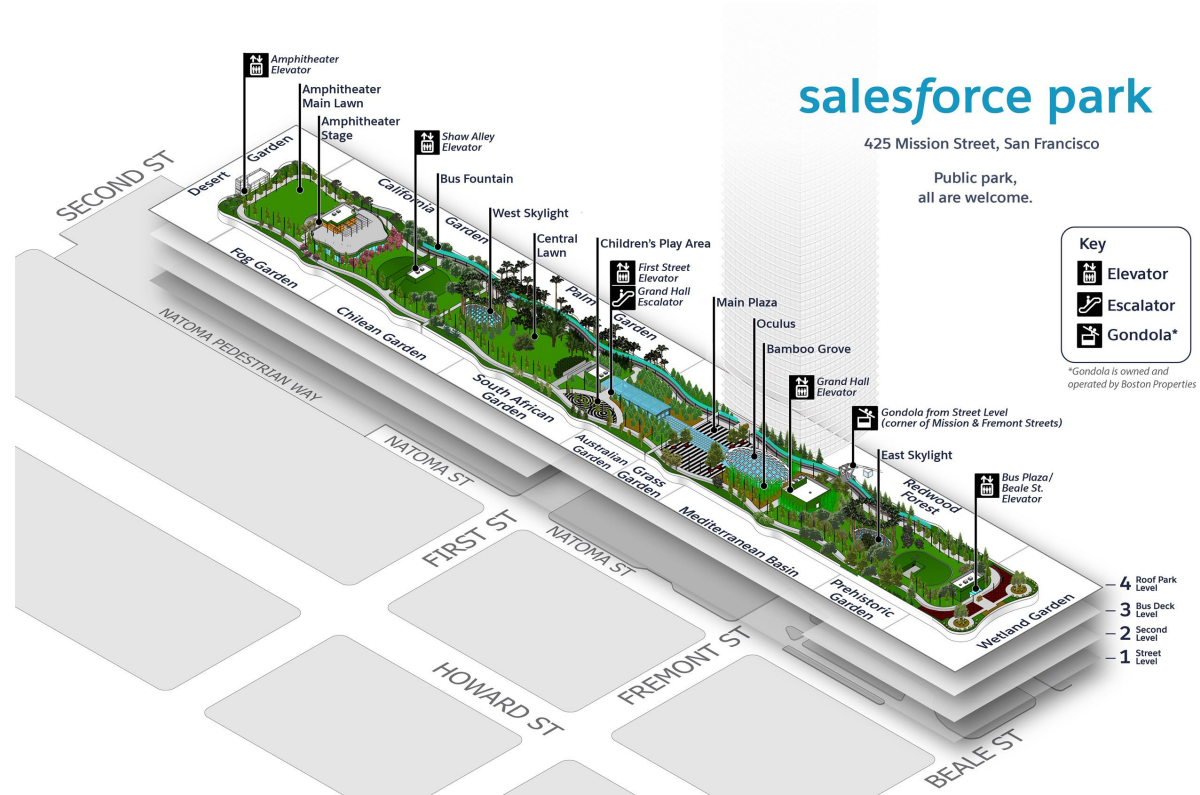 salesforce park
425 Mission Street, San Francisco
Public park,
all are welcome.
Key
Elevator
Escalator
Gondola*
*Gondola is owned and
operated by Boston Properties
Amphitheater
Elevator
Amphitheater
Main Lawn
Amphitheater
Stage
Shaw Alley
Elevator
Bus Fountain
West Skylight
Central
Lawn
Children's Play Area
First Street
Elevator
Grand Hall
Escalator
Main Plaza
Oculus
Bamboo Grove
Grand Hall
Elevator
Gondola from Street Level
(corner of Mission & Fremont Streets)
East Skylight
Bus Plaza/
Beale St.
Elevator
Desert Garden
California Garden
Palm Garden
Redwood
Forest
Fog Garden
Chilean Garden
South African
Garden
Australian
Garden
Grass
Garden
Mediterranean Basin
Prehistoric
Garden
Wetland Garden
4 Roof Park
Level
3 Bus Deck
Level
2 Second
Level
1 Street
Level
SECOND ST
NATOMA PEDESTRIAN WAY
NATOMA ST
FIRST ST
NATOMA ST
FREMONT ST
HOWARD ST
BEALE ST